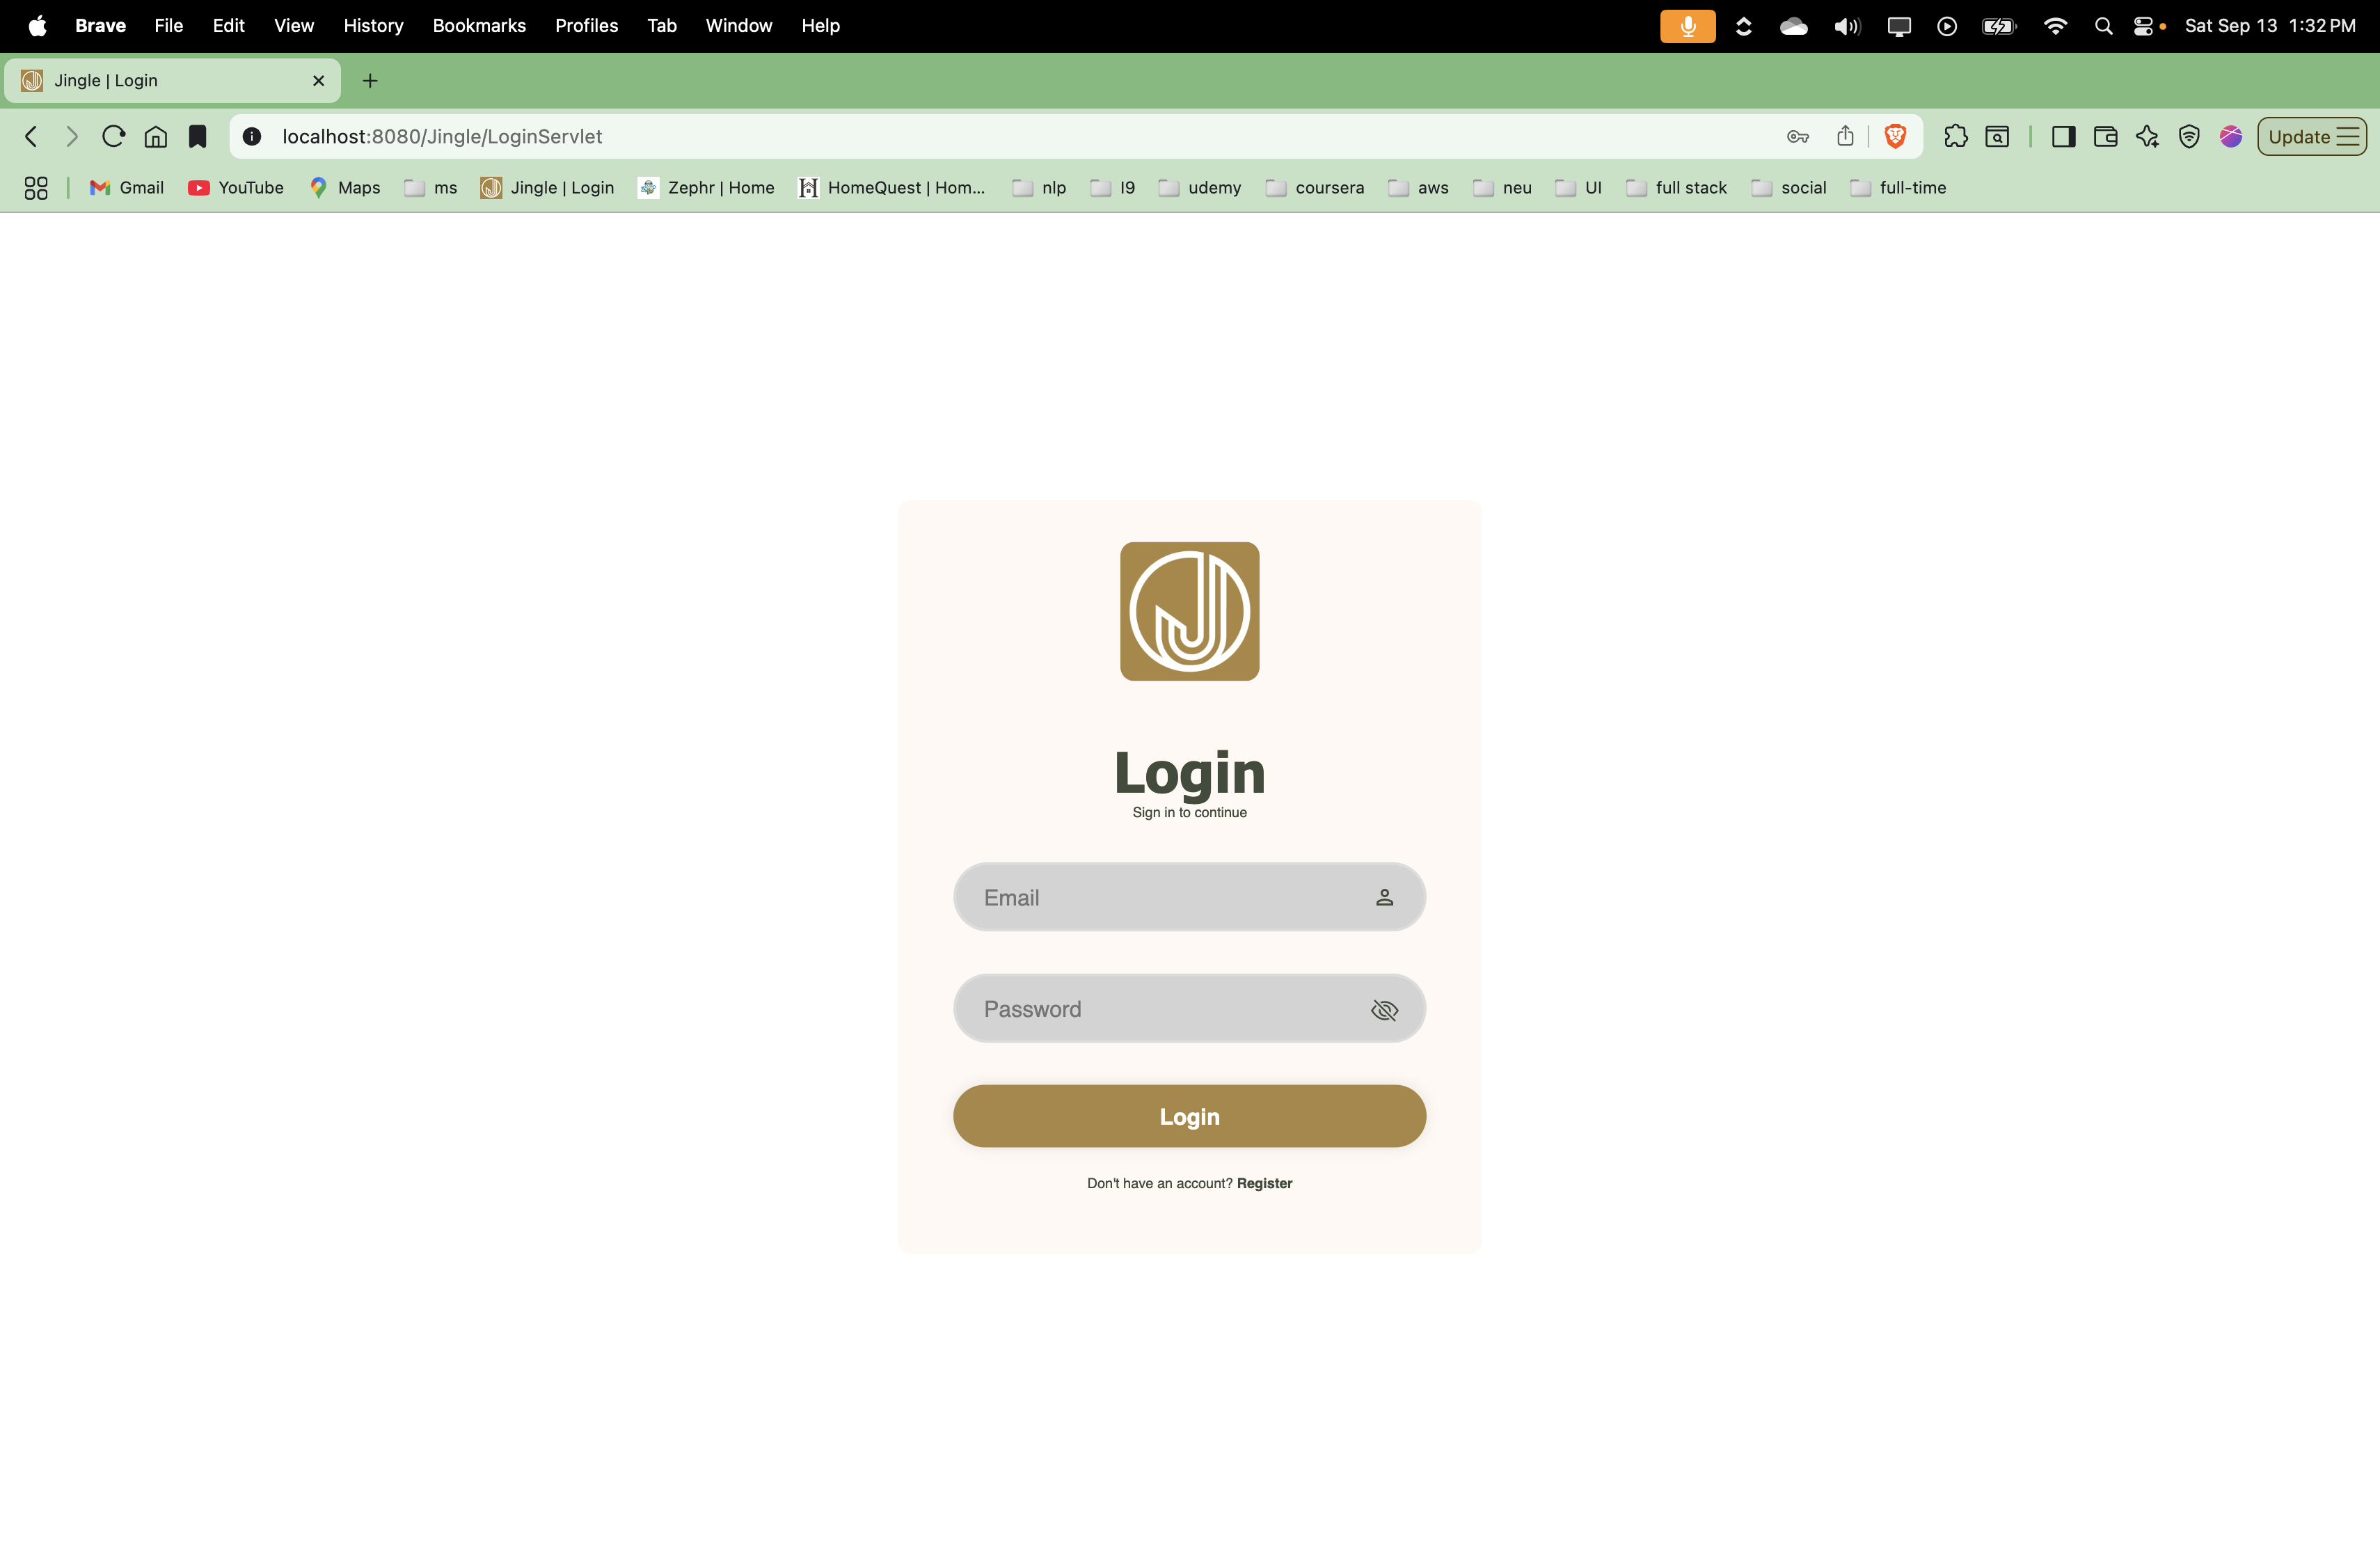 Brave File Edit View History Bookmarks Profiles Tab Window Help Sat Sep 13 1:32 PM
Jingle | Login
localhost:8080/Jingle/LoginServlet Update
Gmail YouTube Maps ms Jingle | Login Zephr | Home HomeQuest | Hom... nlp I9 udemy coursera aws neu UI full stack social full-time
Login
Sign in to continue
Email
Password
Login
Don't have an account? Register